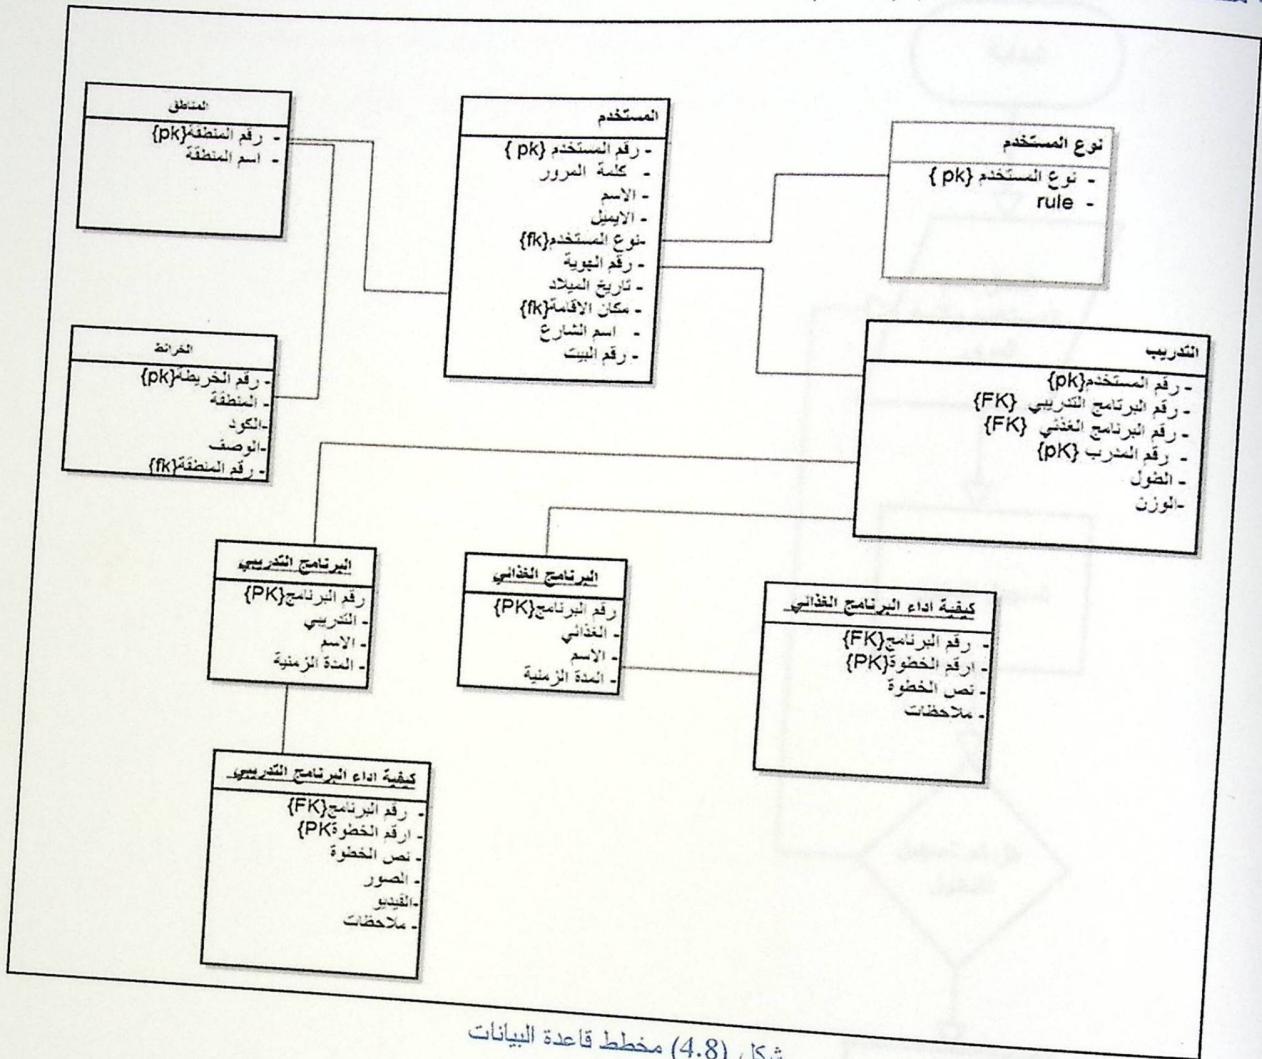 نوع المستخدم
- نوع المستخدم {pk}
- rule
المستخدم
- رقم المستخدم {pk}
- كلمة المرور
- الاسم
- الايميل
-نوع المستخدم{fk}
- رقم الهوية
- تاريخ الميلاد
- مكان الاقامة{fk}
- اسم الشارع
- رقم البيت
المناطق
- رقم المنطقة{pk}
- اسم المنطقة
التدريب
- رقم المستخدم{pk}
- رقم البرنامج التدريبي {FK}
- رقم البرنامج الغذئي {FK}
- رقم المدرب {pK}
- الطول
-الوزن
الخرائط
- رقم الخريطة{pk}
- المنطقة
-الكود
-الوصف
- رقم المنطقة{fk}
كيفية اداء البرنامج الغذائي
- رقم البرنامج{FK}
- ارقم الخطوة{PK}
- نص الخطوة
- ملاحظات
البرنامج الغذائي
رقم البرنامج{PK}
- الغذائي
- الاسم
- المدة الزمنية
البرنامج التدريبي
رقم البرنامج{PK}
- التدريبي
- الاسم
- المدة الزمنية
كيفية اداء البرنامج التدريبي
- رقم البرنامج{FK}
- ارقم الخطوة{PK
- نص الخطوة
- الصور
-الفيديو
- ملاحظات
شكل (4.8) مخطط قاعدة البيانات